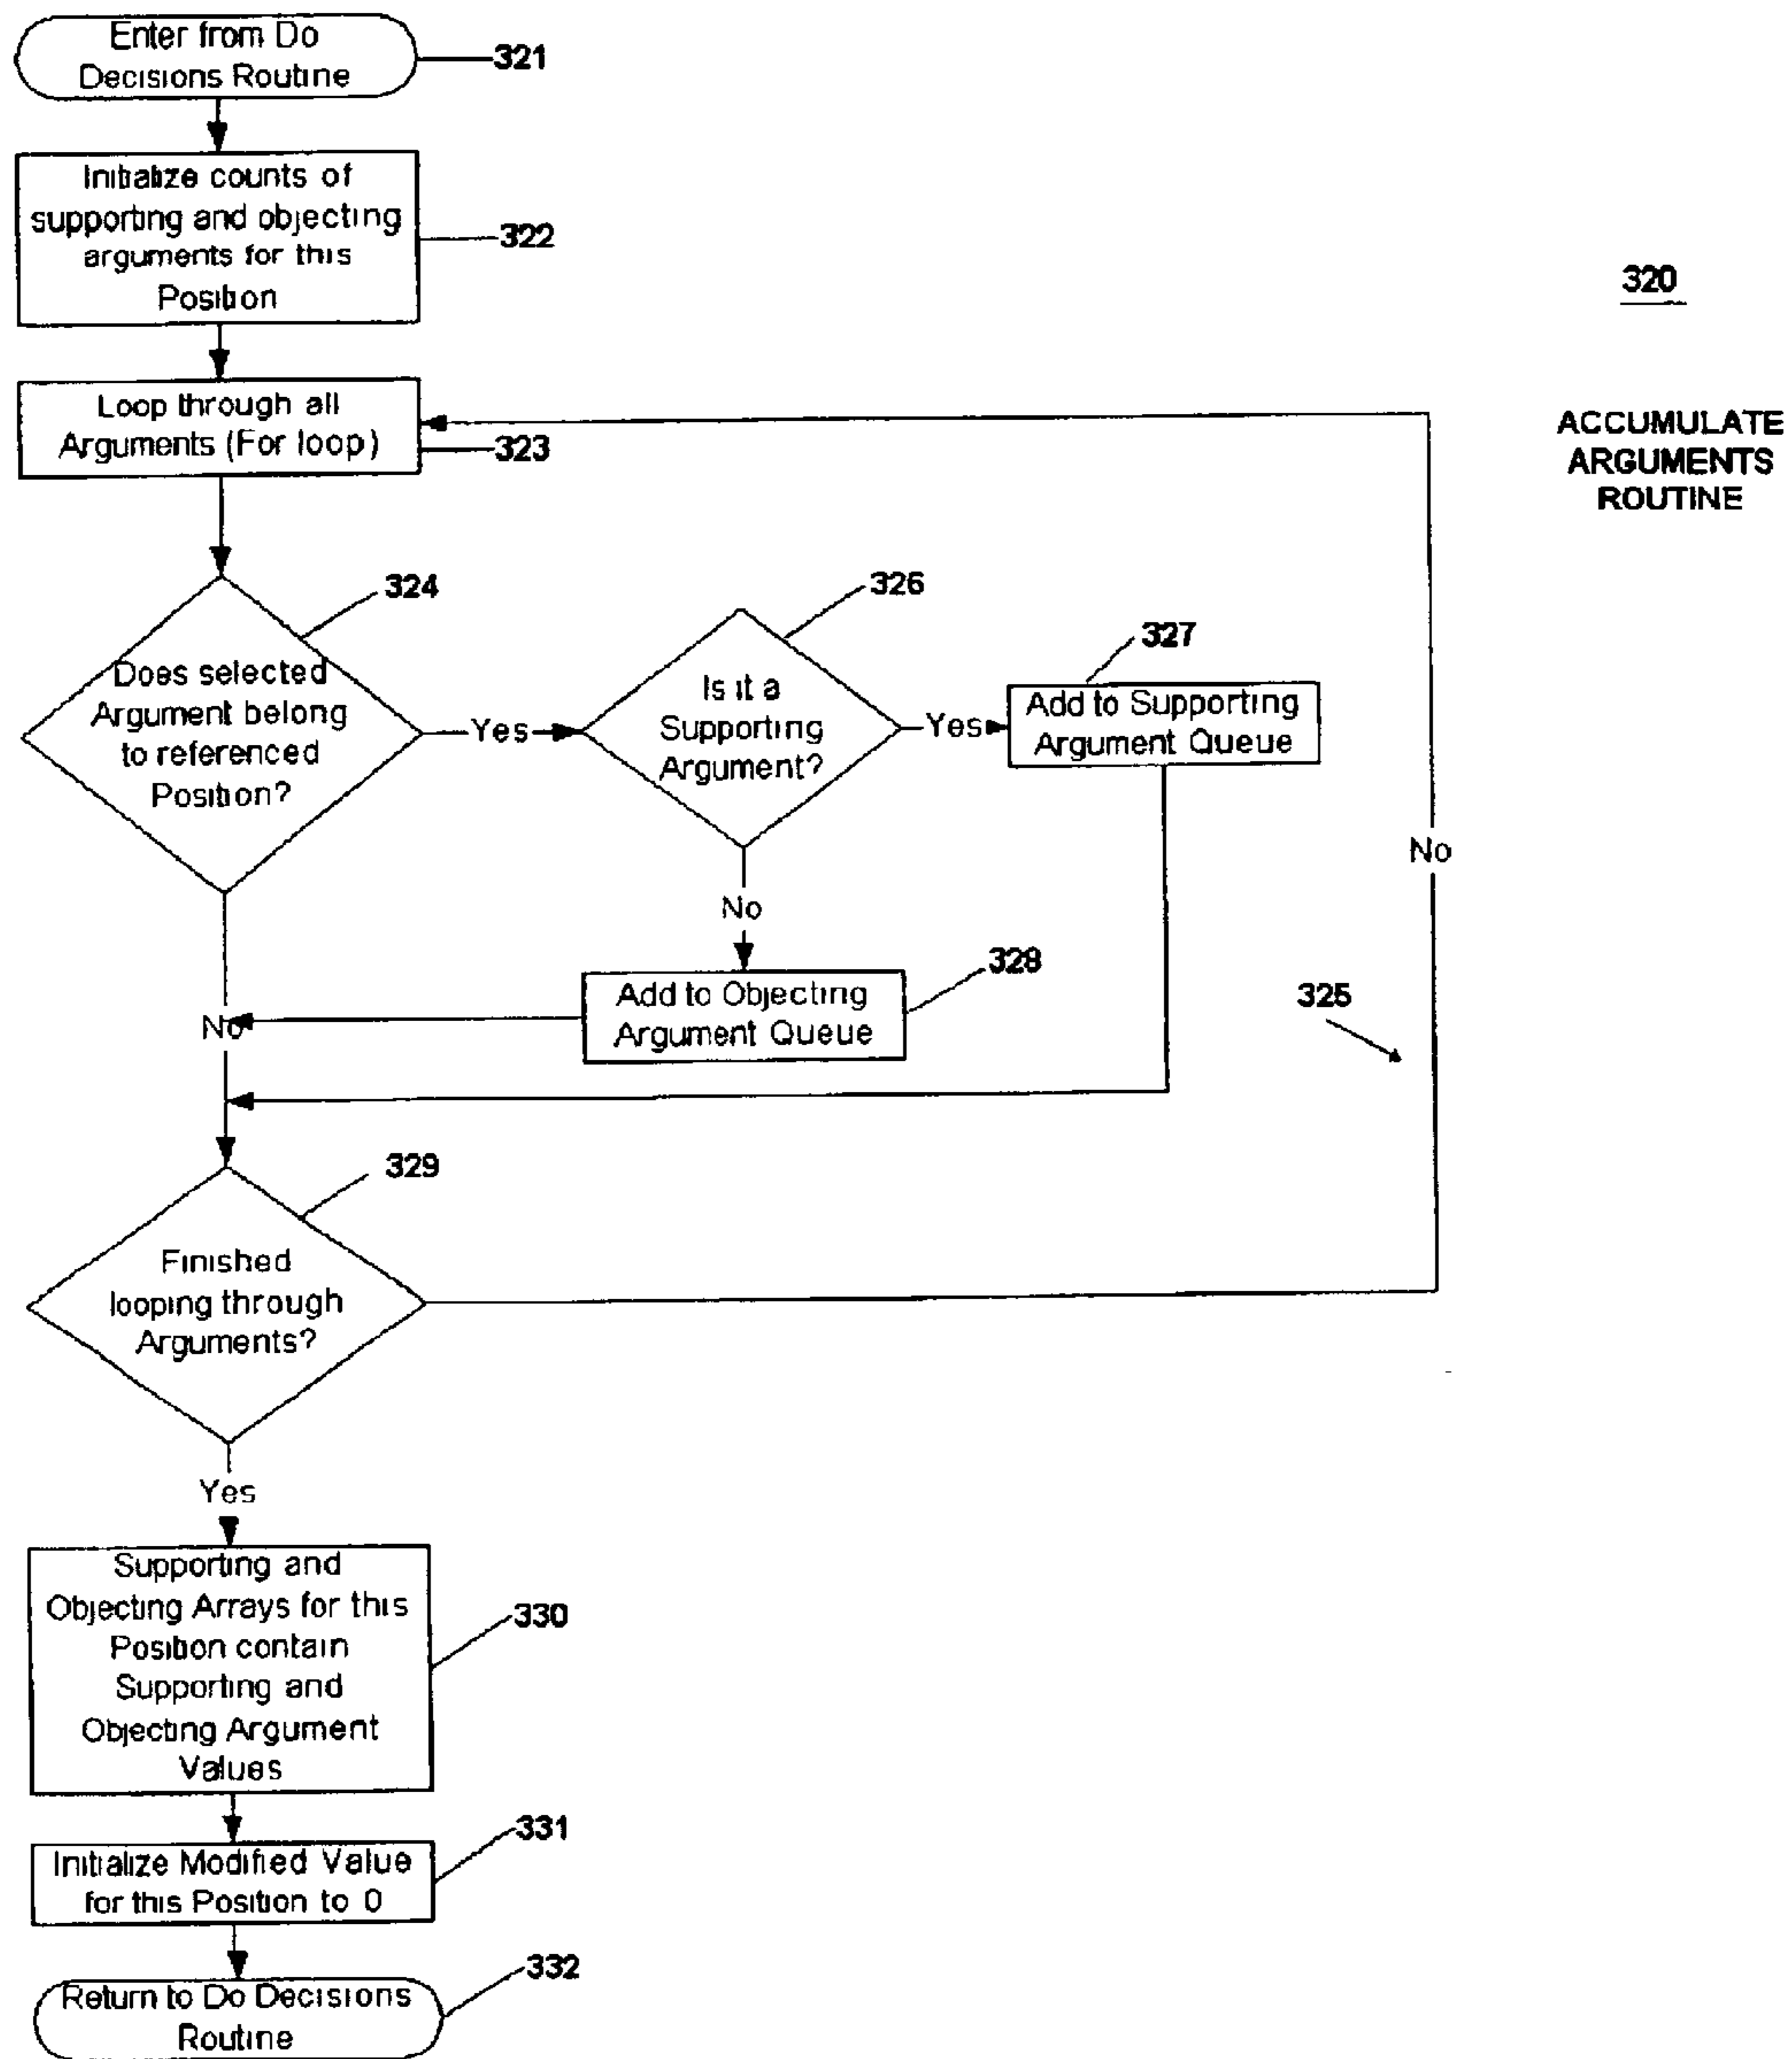 Enter from Do
Decisions Routine
321
Initialize counts of
supporting and objecting
arguments for this
Position
322
320
Loop through all
Arguments (For loop)
323
ACCUMULATE
ARGUMENTS
ROUTINE
324
Does selected
Argument belong
to referenced
Position?
Yes
326
Is it a
Supporting
Argument?
Yes
327
Add to Supporting
Argument Queue
No
No
328
Add to Objecting
Argument Queue
325
No
329
Finished
looping through
Arguments?
Yes
Supporting and
Objecting Arrays for this
Position contain
Supporting and
Objecting Argument
Values
330
331
Initialize Modified Value
for this Position to 0
332
Return to Do Decisions
Routine